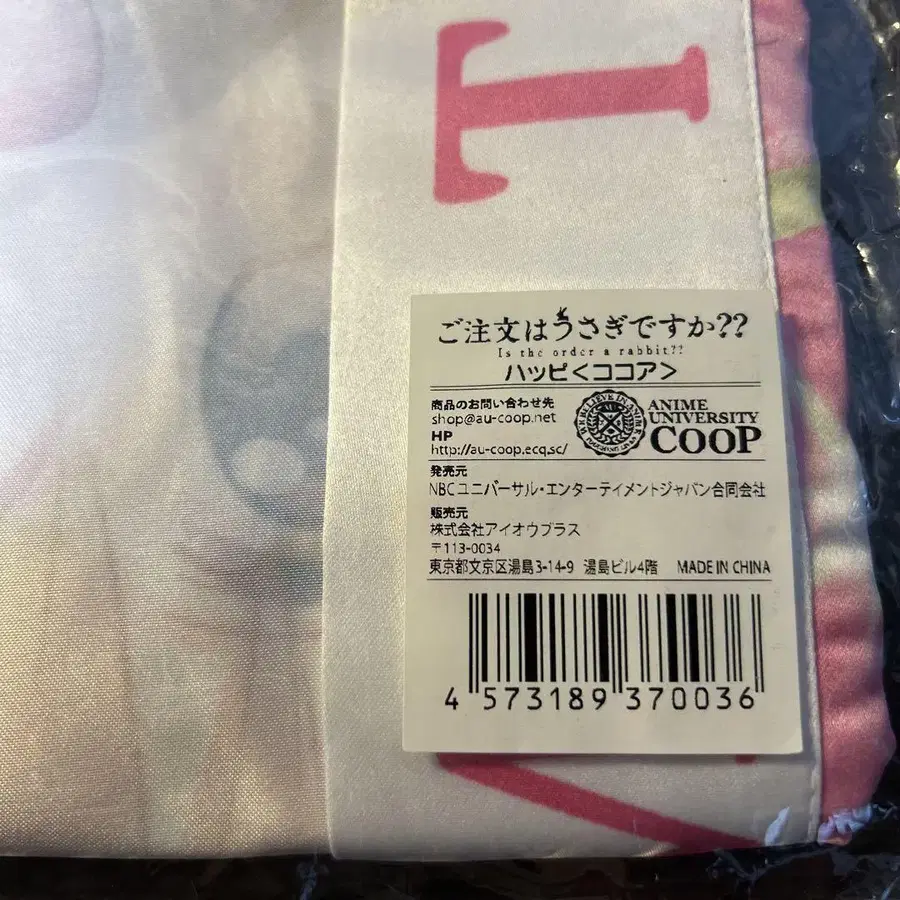 T
ご注文はうさぎですか??
Is the order a rabbit??
ハッピ<ココア>
商品のお問い合わせ先
shop@au-coop.net
HP
http://au-coop.ecq.sc/
ANIME
UNIVERSITY
COOP
発売元
NBCユニバーサル・エンターテイメントジャパン合同会社
販売元
株式会社アイオウプラス
〒113-0034
東京都文京区湯島3-14-9 湯島ビル4階 MADE IN CHINA
4 573189 370036